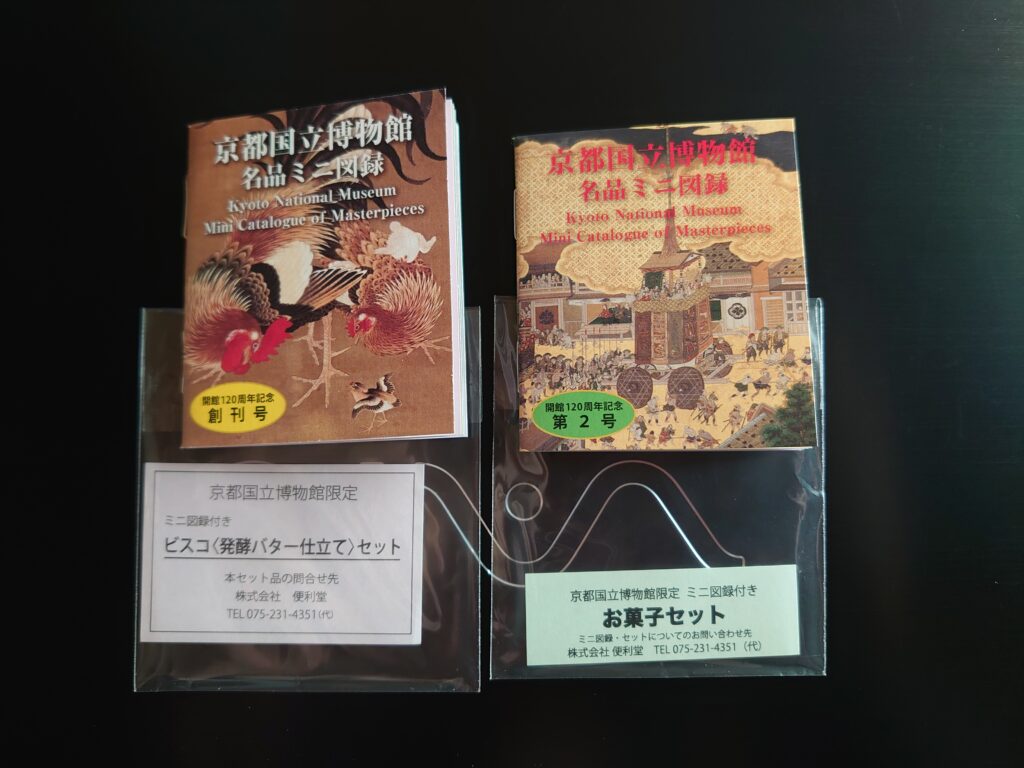 京都国立博物館
名品ミニ図録
Kyoto National Museum
Mini Catalogue of Masterpieces
開館120周年記念
創刊号
京都国立博物館限定
ミニ図録付き
ビスコ〈発酵バター仕立て〉セット
本セット品の問合せ先
株式会社　便利堂
TEL 075-231-4351（代）
京都国立博物館
名品ミニ図録
Kyoto National Museum
Mini Catalogue of Masterpieces
開館120周年記念
第2号
京都国立博物館限定 ミニ図録付き
お菓子セット
ミニ図録・セットについてのお問い合わせ先
株式会社 便利堂　TEL 075-231-4351（代）